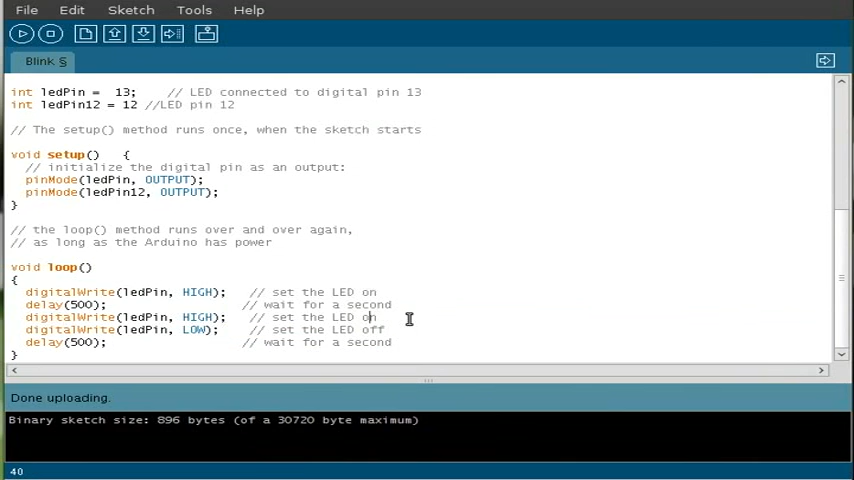 File Edit Sketch Tools Help
Blink §
int ledPin = 13; // LED connected to digital pin 13
int ledPin12 = 12 //LED pin 12
// The setup() method runs once, when the sketch starts
void setup() {
// initialize the digital pin as an output:
pinMode(ledPin, OUTPUT);
pinMode(ledPin12, OUTPUT);
}
// the loop() method runs over and over again,
// as long as the Arduino has power
void loop()
{
digitalWrite(ledPin, HIGH); // set the LED on
delay(500); // wait for a second
digitalWrite(ledPin, HIGH); // set the LED on
digitalWrite(ledPin, LOW); // set the LED off
delay(500); // wait for a second
}
Done uploading.
Binary sketch size: 896 bytes (of a 30720 byte maximum)
40